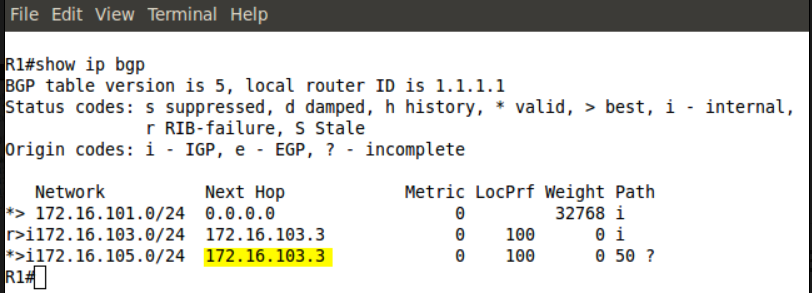 File Edit View Terminal Help
R1#show ip bgp
BGP table version is 5, local router ID is 1.1.1.1
Status codes: s suppressed, d damped, h history, * valid, > best, i - internal,
              r RIB-failure, S Stale
Origin codes: i - IGP, e - EGP, ? - incomplete
   Network          Next Hop            Metric LocPrf Weight Path
*> 172.16.101.0/24  0.0.0.0                  0         32768 i
r>i172.16.103.0/24  172.16.103.3             0    100      0 i
*>i172.16.105.0/24  172.16.103.3             0    100      0 50 ?
R1#